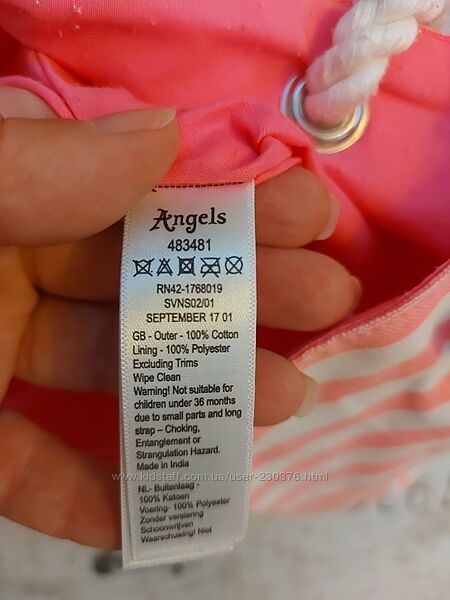 Angels
483481
RN42-1768019
SVNS02/01
SEPTEMBER 17 01
GB - Outer - 100% Cotton
Lining - 100% Polyester
Excluding Trims
Wipe Clean
Warning! Not suitable for
children under 36 months
due to small parts and long
strap – Choking,
Entanglement or
Strangulation Hazard.
Made in India
www.kidstaff.com.ua/user-230376.html
NL- Buitenlaag -
100% Katoen
Voering- 100% Polyester
Zonder versiering
Schoonwrijven
Waarschuwing! Niet